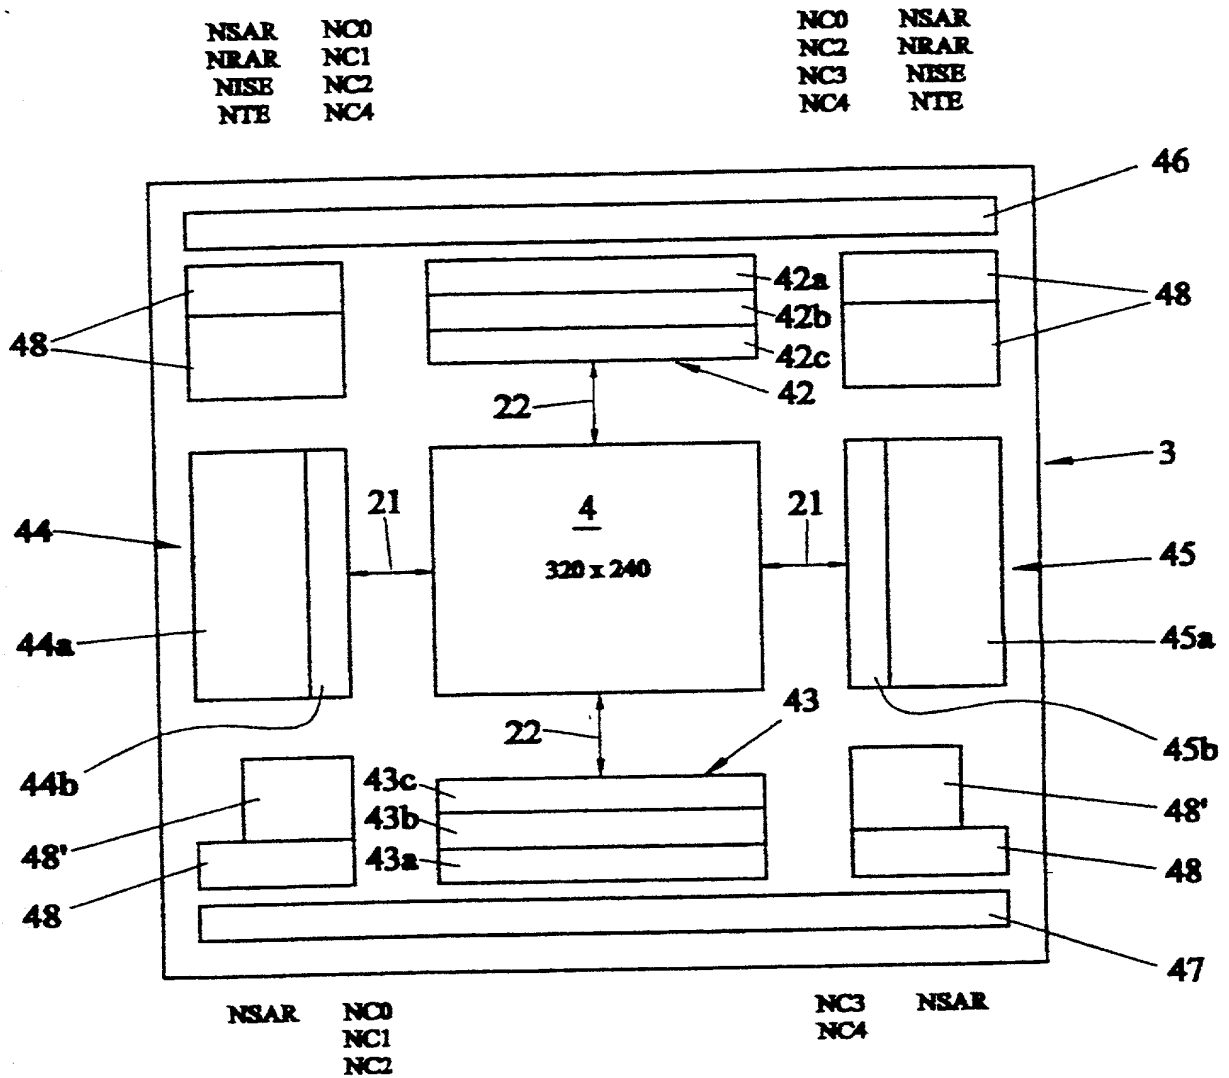 NSAR NC0
NRAR NC1
NISE NC2
NTE NC4
NC0 NSAR
NC2 NRAR
NC3 NISE
NC4 NTE
46
42a
48
42b
48
42c
42
22
3
21
4
21
44
320 x 240
45
44a
45a
43
22
44b
45b
43c
48'
43b
48'
43a
48
48
47
NSAR NC0
NC1
NC2
NC3 NSAR
NC4